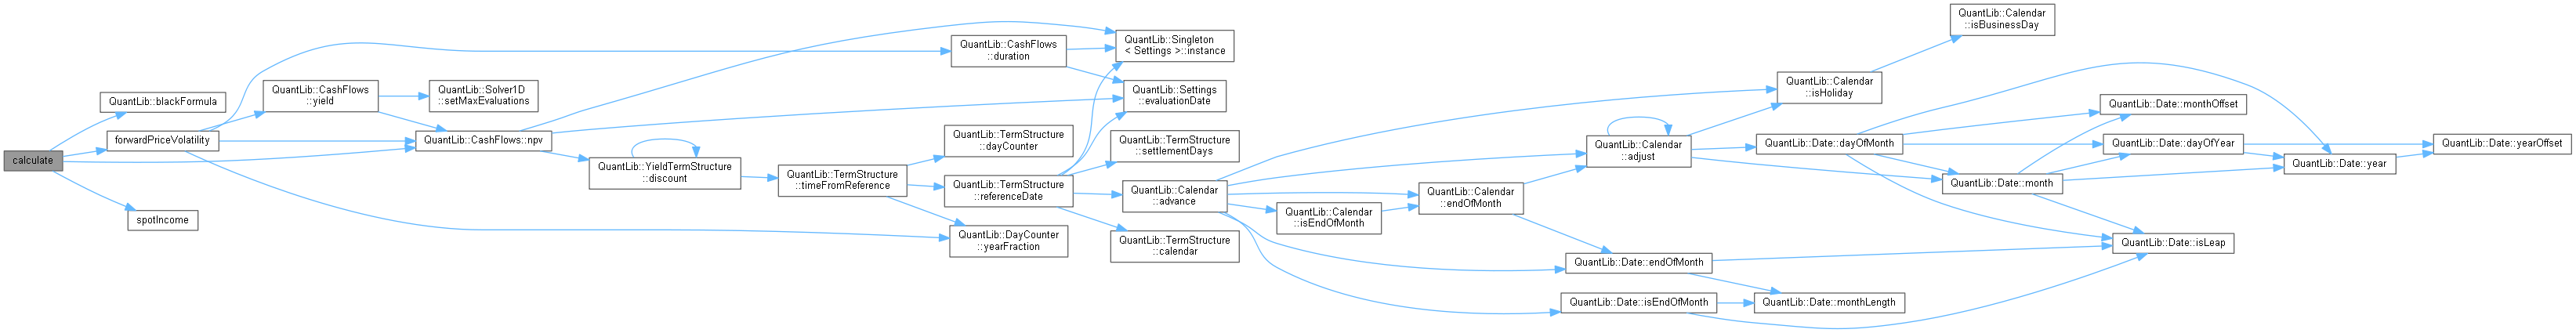 calculate
QuantLib::blackFormula
forwardPriceVolatility
spotIncome
QuantLib::CashFlows
::yield
QuantLib::Solver1D
::setMaxEvaluations
QuantLib::CashFlows::npv
QuantLib::YieldTermStructure
::discount
QuantLib::TermStructure
::timeFromReference
QuantLib::CashFlows
::duration
QuantLib::TermStructure
::dayCounter
QuantLib::TermStructure
::referenceDate
QuantLib::DayCounter
::yearFraction
QuantLib::Singleton
< Settings >::instance
QuantLib::Settings
::evaluationDate
QuantLib::TermStructure
::settlementDays
QuantLib::Calendar
::advance
QuantLib::TermStructure
::calendar
QuantLib::Calendar
::isEndOfMonth
QuantLib::Calendar
::endOfMonth
QuantLib::Calendar
::adjust
QuantLib::Date::endOfMonth
QuantLib::Date::isEndOfMonth
QuantLib::Calendar
::isHoliday
QuantLib::Date::dayOfMonth
QuantLib::Date::monthLength
QuantLib::Calendar
::isBusinessDay
QuantLib::Date::month
QuantLib::Date::monthOffset
QuantLib::Date::dayOfYear
QuantLib::Date::isLeap
QuantLib::Date::year
QuantLib::Date::yearOffset